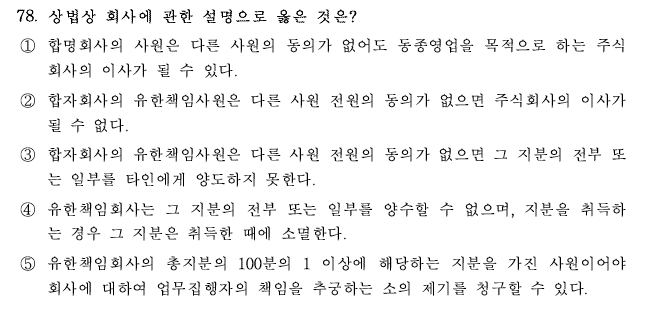 78. 상법상 회사에 관한 설명으로 옳은 것은?
① 합명회사의 사원은 다른 사원의 동의가 없어도 동종영업을 목적으로 하는 주식
회사의 이사가 될 수 있다.
② 합자회사의 유한책임사원은 다른 사원 전원의 동의가 없으면 주식회사의 이사가
될 수 없다.
③ 합자회사의 유한책임사원은 다른 사원 전원의 동의가 없으면 그 지분의 전부 또
는 일부를 타인에게 양도하지 못한다.
④ 유한책임회사는 그 지분의 전부 또는 일부를 양수할 수 없으며, 지분을 취득하
는 경우 그 지분은 취득한 때에 소멸한다.
⑤ 유한책임회사의 총지분의 100분의 1 이상에 해당하는 지분을 가진 사원이어야
회사에 대하여 업무집행자의 책임을 추궁하는 소의 제기를 청구할 수 있다.